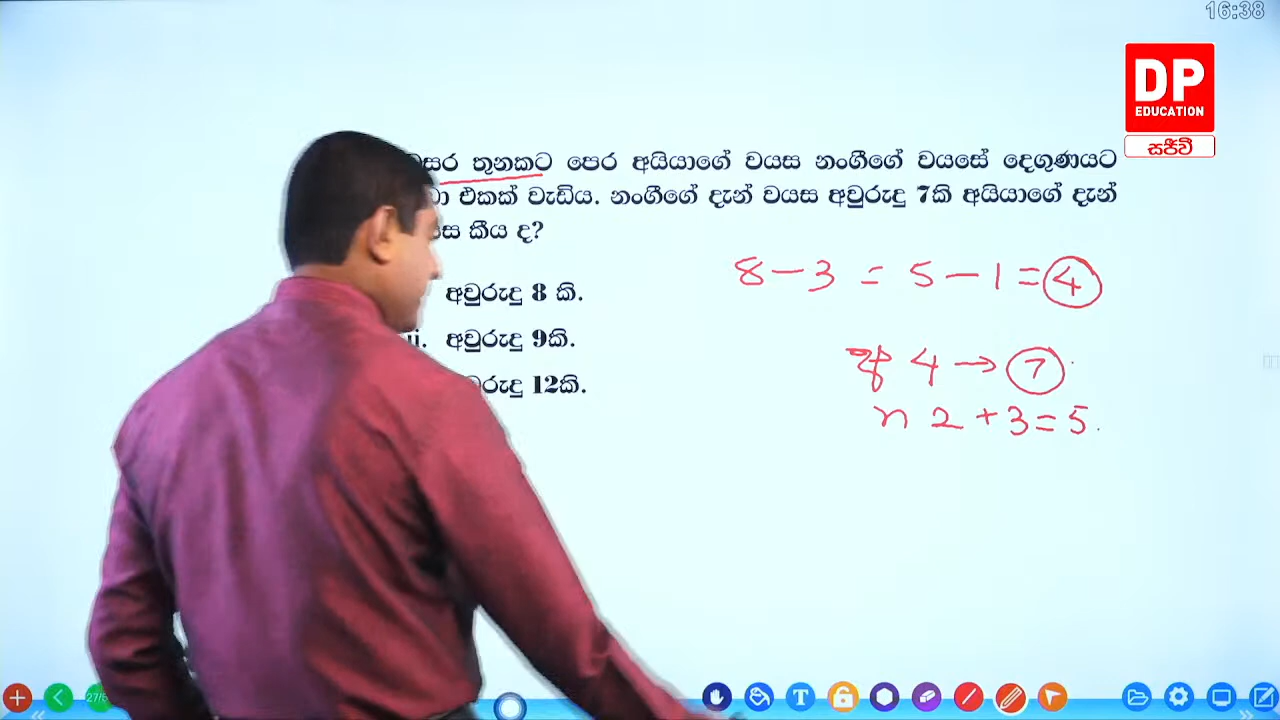 16:38
DP
EDUCATION
සජීවී
තුනකට පෙර අයියාගේ වයස නංගීගේ වයසේ දෙගුණයට
එකක් වැඩිය. නංගීගේ දැන් වයස අවුරුදු 7කි අයියාගේ දැන්
කීය ද?
8 - 3 = 5 - 1 = 4
අවුරුදු 8 කි.
ii. අවුරුදු 9කි.
අ 4 → 7
12කි.
n 2 + 3 = 5